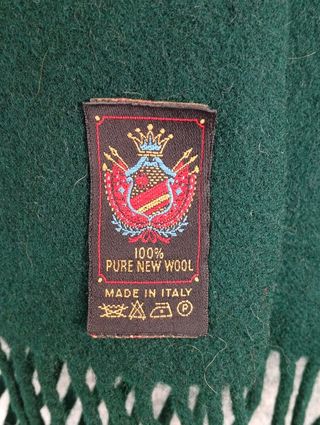 100%
PURE NEW WOOL
MADE IN ITALY
P